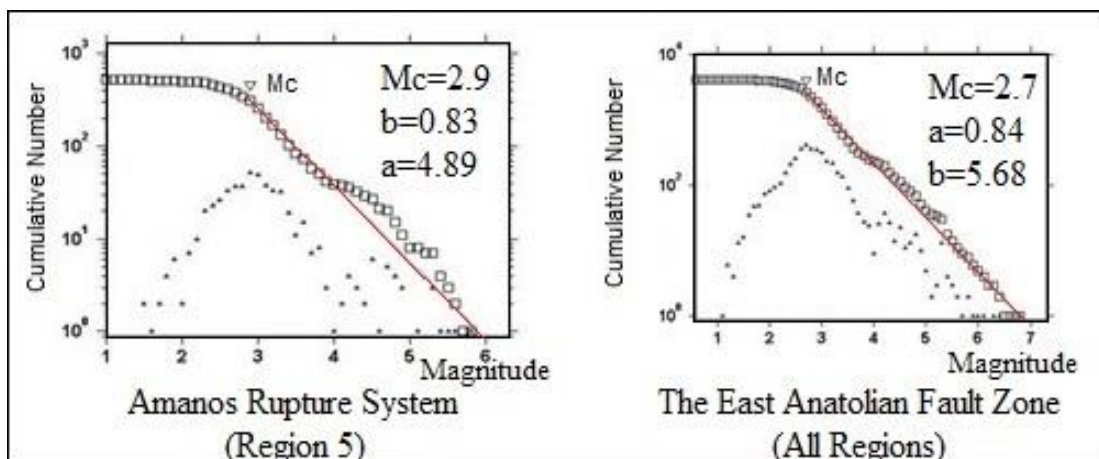 10³
10²
10¹
10⁰
Cumulative Number
Mc
Mc=2.9
b=0.83
a=4.89
1 2 3 4 5 6
Magnitude
Amanos Rupture System
(Region 5)
10⁴
10²
10⁰
Cumulative Number
Mc
Mc=2.7
a=0.84
b=5.68
1 2 3 4 5 6 7
Magnitude
The East Anatolian Fault Zone
(All Regions)